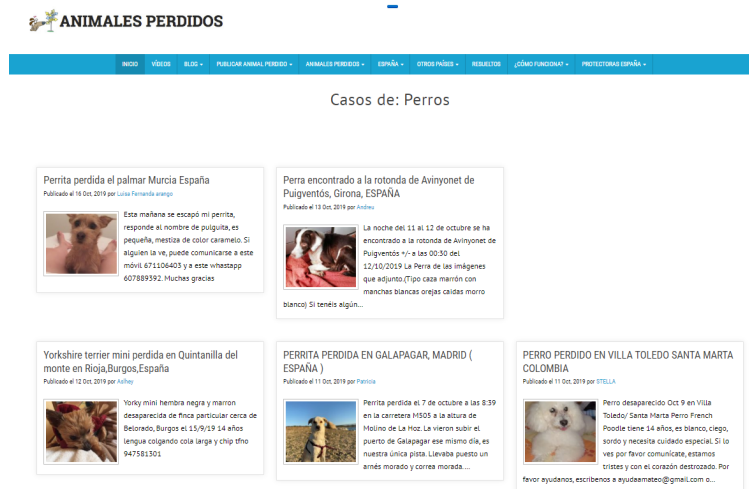 ANIMALES PERDIDOS
INICIO VÍDEOS BLOG PUBLICAR ANIMAL PERDIDO ANIMALES PERDIDOS ESPAÑA OTROS PAÍSES RESUELTOS ¿CÓMO FUNCIONA? PROTECTORAS ESPAÑA
Casos de: Perros
Perrita perdida el palmar Murcia España
Publicado el 16 Oct, 2019 por Luisa Fernanda arango
Esta mañana se escapó mi perrita,
responde al nombre de pulguita, es
pequeña, mestiza de color caramelo. Si
alguien la ve, puede comunicarse a este
móvil 671106403 y a este whastapp
607889392. Muchas gracias
Perra encontrado a la rotonda de Avinyonet de
Puigventós, Girona, ESPAÑA
Publicado el 13 Oct, 2019 por Andreu
La noche del 11 al 12 de octubre se ha
encontrado a la rotonda de Avinyonet de
Puigventós +/- a las 00:30 del
12/10/2019 La Perra de las imágenes
que adjunto.(Tipo caza marrón con
manchas blancas orejas caidas morro
blanco) Si tenéis algún...
Yorkshire terrier mini perdida en Quintanilla del
monte en Rioja,Burgos,España
Publicado el 12 Oct, 2019 por Ashey
Yorky mini hembra negra y marron
desaparecida de finca particular cerca de
Belorado, Burgos el 15/9/19 14 años
lengua colgando cola larga y chip tfno
947581301
PERRITA PERDIDA EN GALAPAGAR, MADRID (
ESPAÑA )
Publicado el 11 Oct, 2019 por Patricia
Perrita perdida el 7 de octubre a las 8:39
en la carretera M505 a la altura de
Molino de La Hoz. La vieron subir el
puerto de Galapagar ese mismo día, es
nuestra única pista. Llevaba puesto un
arnés morado y correa morada....
PERRO PERDIDO EN VILLA TOLEDO SANTA MARTA
COLOMBIA
Publicado el 11 Oct, 2019 por STELLA
Perro desaparecido Oct 9 en Villa
Toledo/ Santa Marta Perro French
Poodle tiene 14 años, es blanco, ciego,
sordo y necesita cuidado especial. Si lo
ves por favor comunícate, estamos
tristes y con el corazón destrozado. Por
favor ayudanos, escribenos a ayudaamateo@gmail.com o...